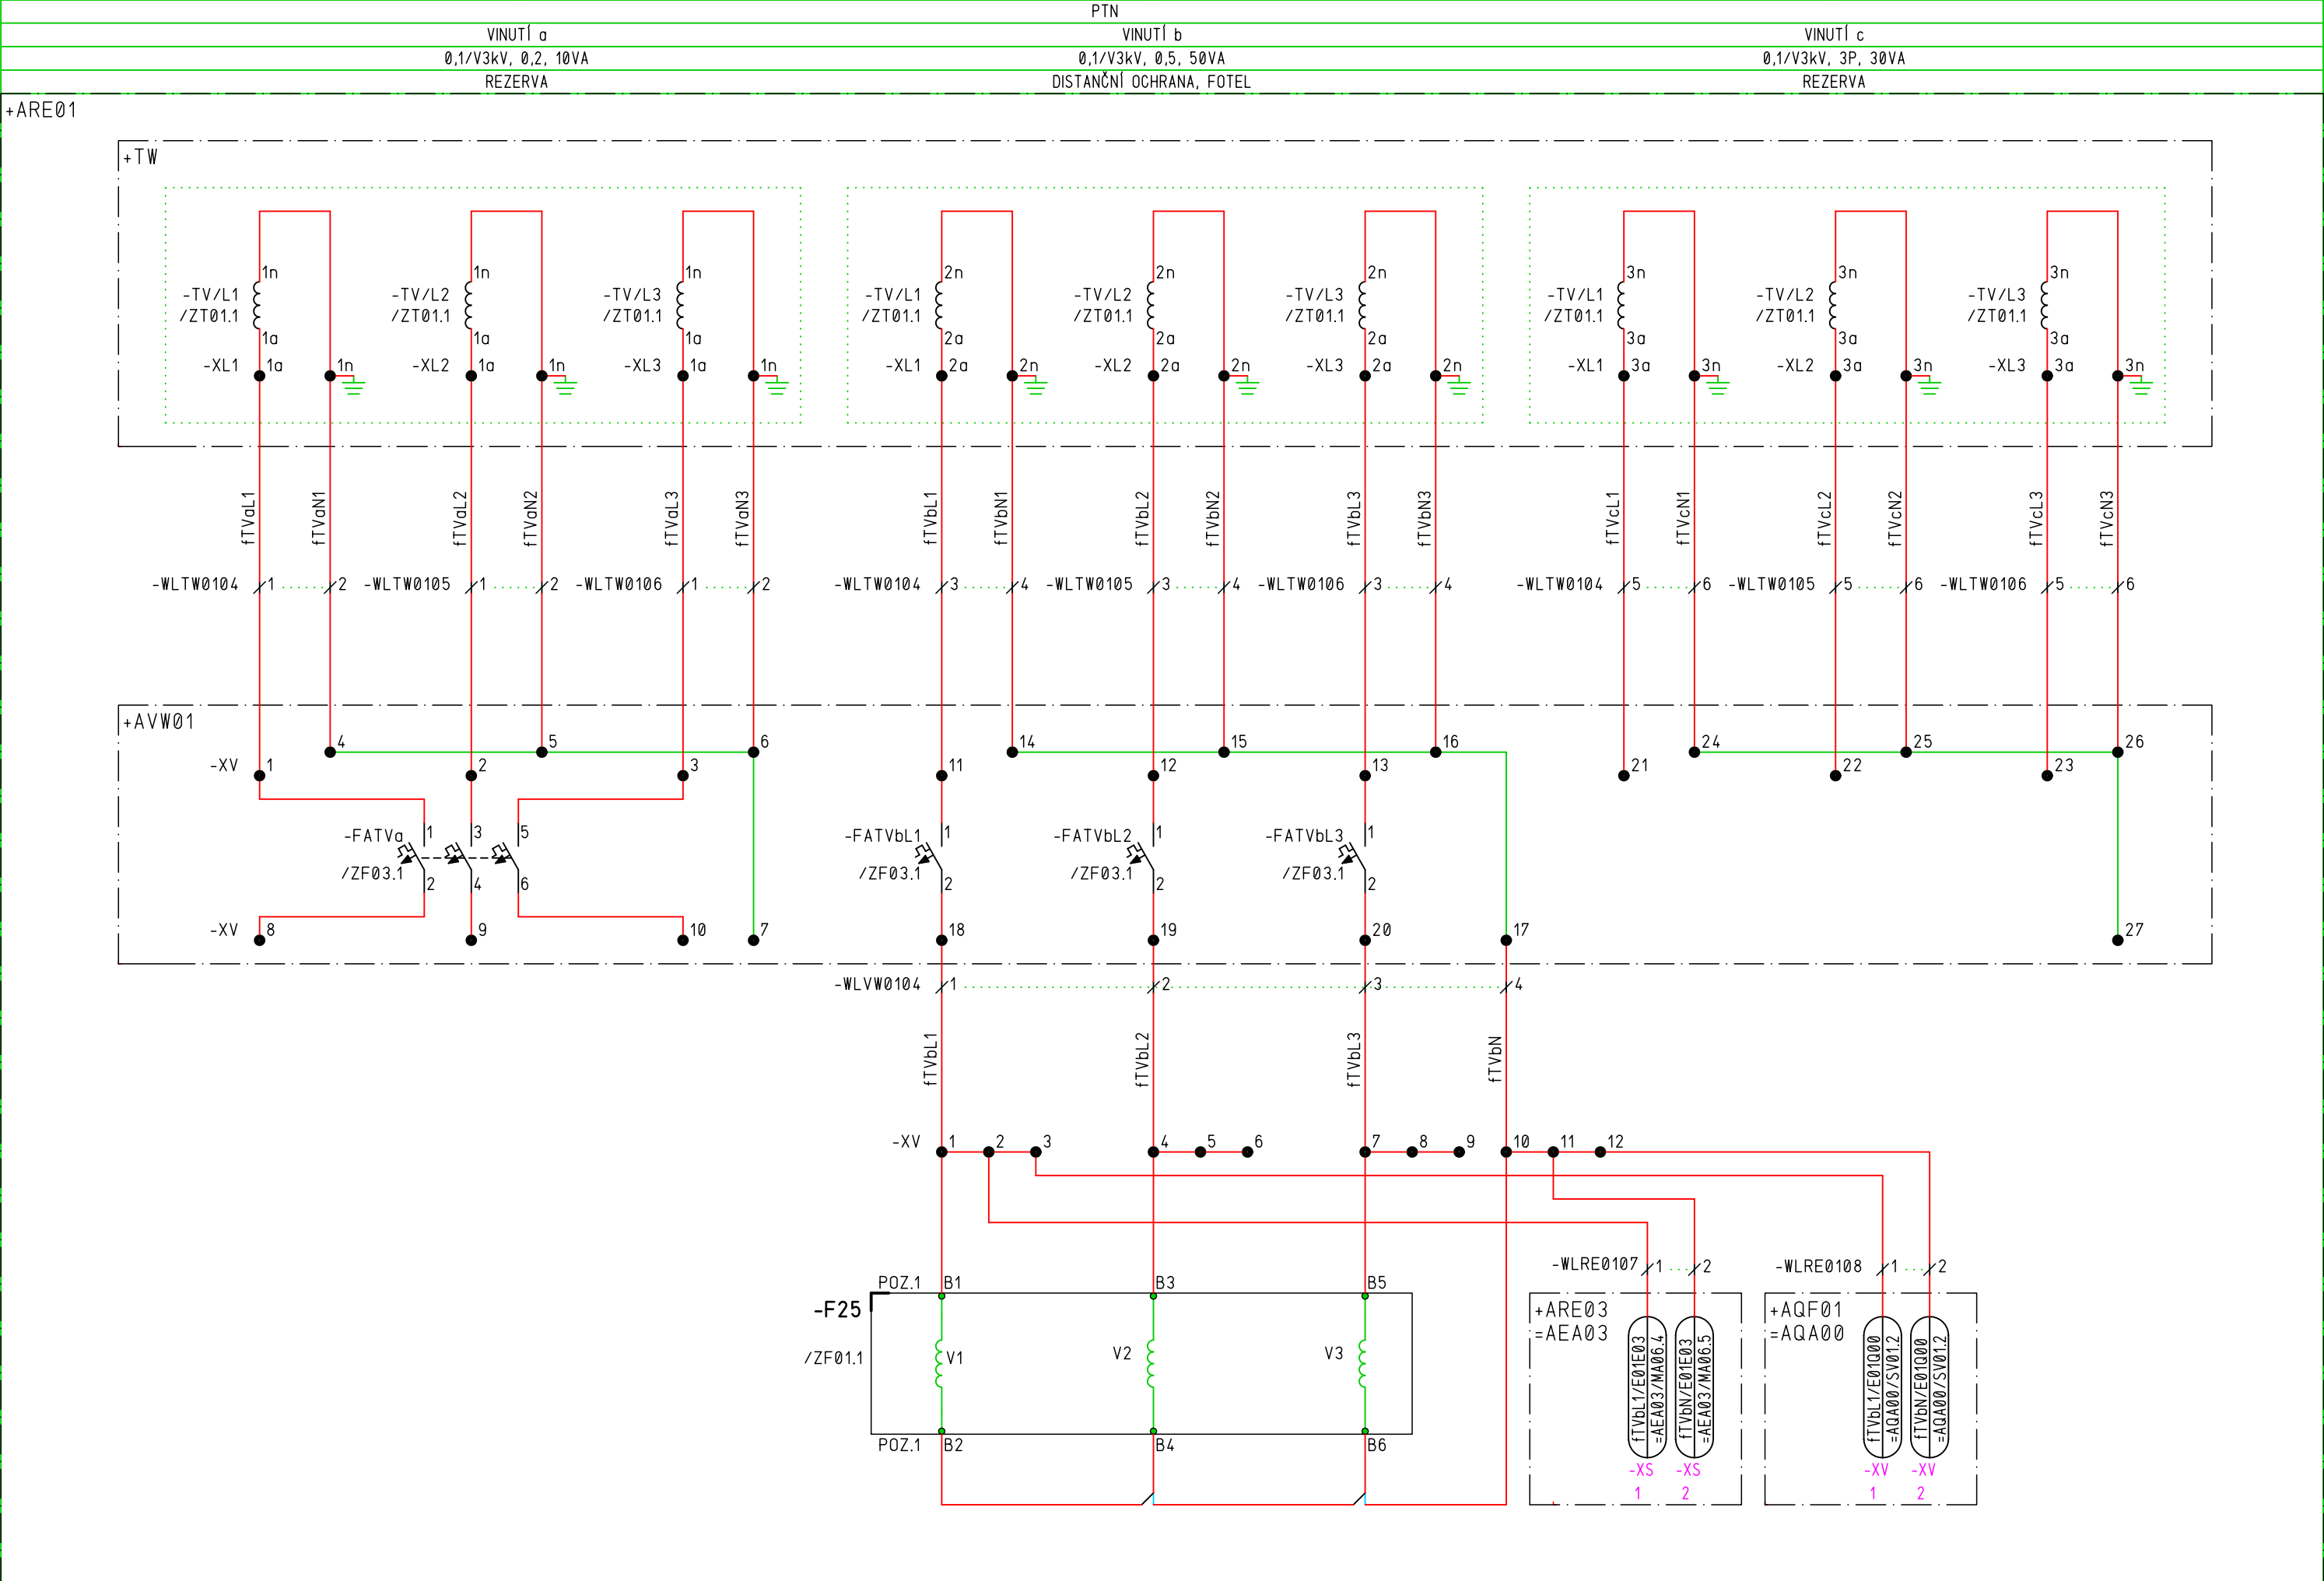 PTN
VINUTÍ a VINUTÍ b VINUTÍ c
0,1/V3kV, 0,2, 10VA 0,1/V3kV, 0,5, 50VA 0,1/V3kV, 3P, 30VA
REZERVA DISTANČNÍ OCHRANA, FOTEL REZERVA
+ARE01
+TW
1n 1n 1n 2n 2n 2n 3n 3n 3n
-TV/L1 -TV/L2 -TV/L3 -TV/L1 -TV/L2 -TV/L3 -TV/L1 -TV/L2 -TV/L3
/ZT01.1 /ZT01.1 /ZT01.1 /ZT01.1 /ZT01.1 /ZT01.1 /ZT01.1 /ZT01.1 /ZT01.1
1a 1a 1a 2a 2a 2a 3a 3a 3a
-XL1 1a 1n -XL2 1a 1n -XL3 1a 1n -XL1 2a 2n -XL2 2a 2n -XL3 2a 2n -XL1 3a 3n -XL2 3a 3n -XL3 3a 3n
fTVaL1 fTVaN1 fTVaL2 fTVaN2 fTVaL3 fTVaN3 fTVbL1 fTVbN1 fTVbL2 fTVbN2 fTVbL3 fTVbN3 fTVcL1 fTVcN1 fTVcL2 fTVcN2 fTVcL3 fTVcN3
-WLTW0104 1 2 -WLTW0105 1 2 -WLTW0106 1 2 -WLTW0104 3 4 -WLTW0105 3 4 -WLTW0106 3 4 -WLTW0104 5 6 -WLTW0105 5 6 -WLTW0106 5 6
+AVW01
4 5 6 14 15 16 24 25 26
-XV 1 2 3 11 12 13 21 22 23
-FATVa 1 3 5 -FATVbL1 1 -FATVbL2 1 -FATVbL3 1
/ZF03.1 /ZF03.1 /ZF03.1 /ZF03.1
2 4 6 2 2 2
-XV 8 9 10 7 18 19 20 17 27
-WLVW0104 1 2 3 4
fTVbL1 fTVbL2 fTVbL3 fTVbN
-XV 1 2 3 4 5 6 7 8 9 10 11 12
-WLRE0107 1 2 -WLRE0108 1 2
POZ.1 B1 B3 B5
-F25
+ARE03 +AQF01
=AEA03 =AQA00
/ZF01.1 V1 V2 V3
fTVbL1/E01E03
=AEA03/MA06.4
fTVbN/E01E03
=AEA03/MA06.5
fTVbL1/E01Q00
=AQA00/SV01.2
fTVbN/E01Q00
=AQA00/SV01.2
POZ.1 B2 B4 B6
-XS -XS -XV -XV
1 2 1 2